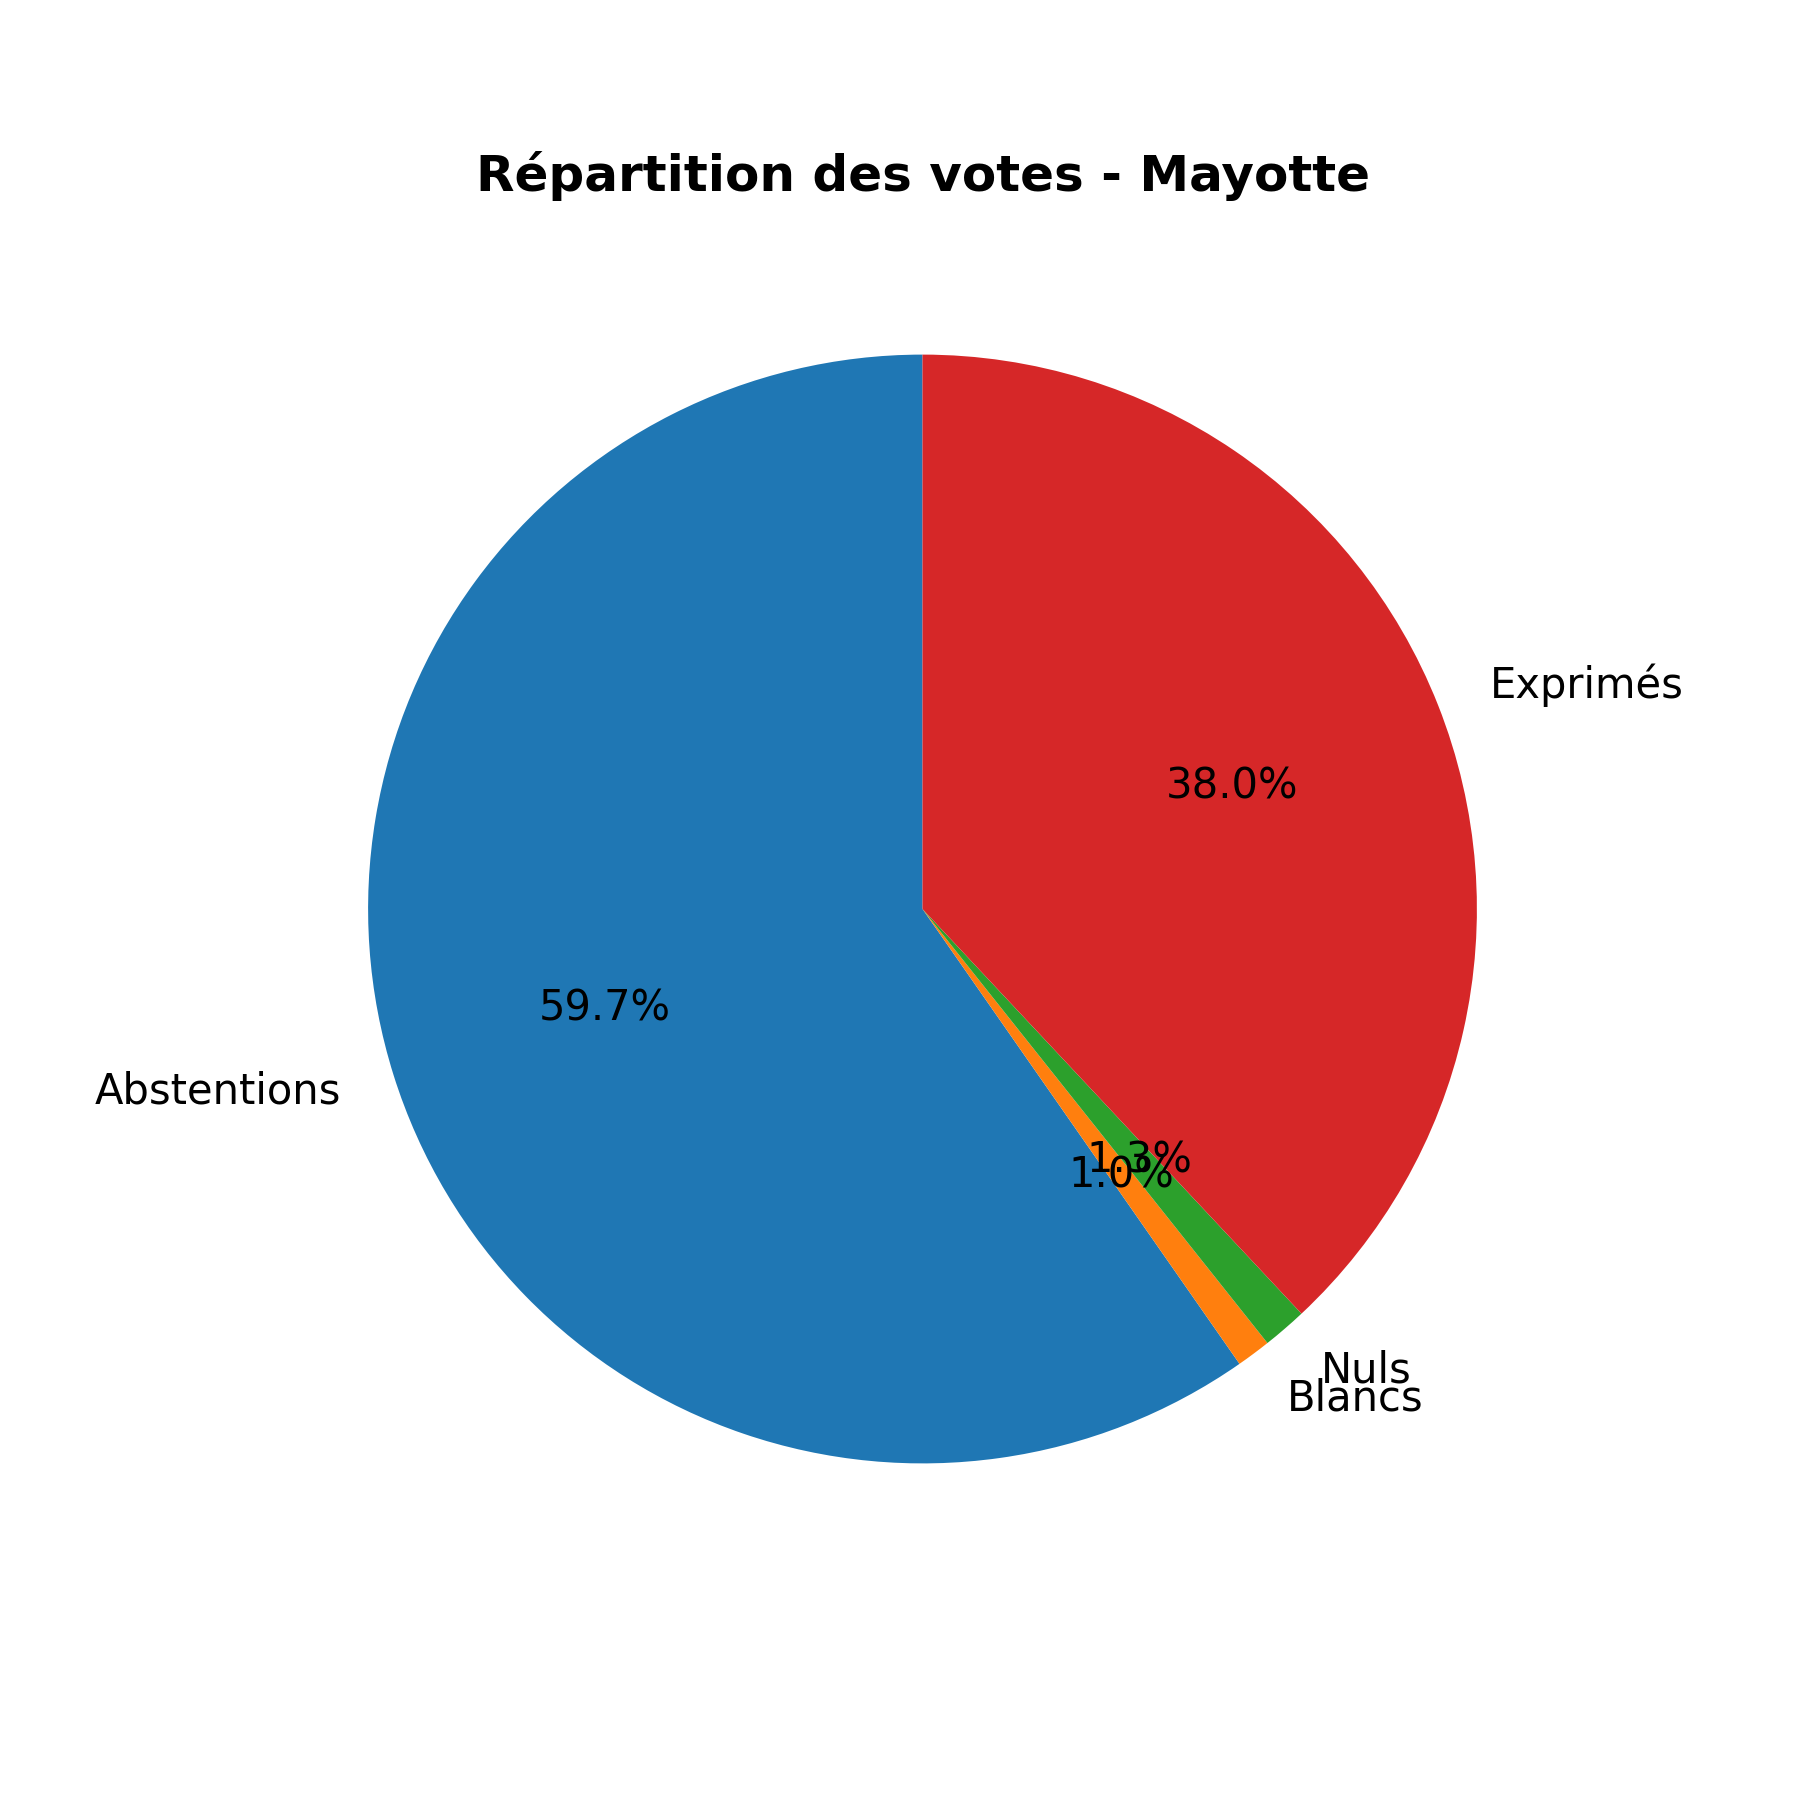 Répartition des votes - Mayotte
Exprimés
38.0%
59.7%
Abstentions
1.3%
1.0%
Nuls
Blancs